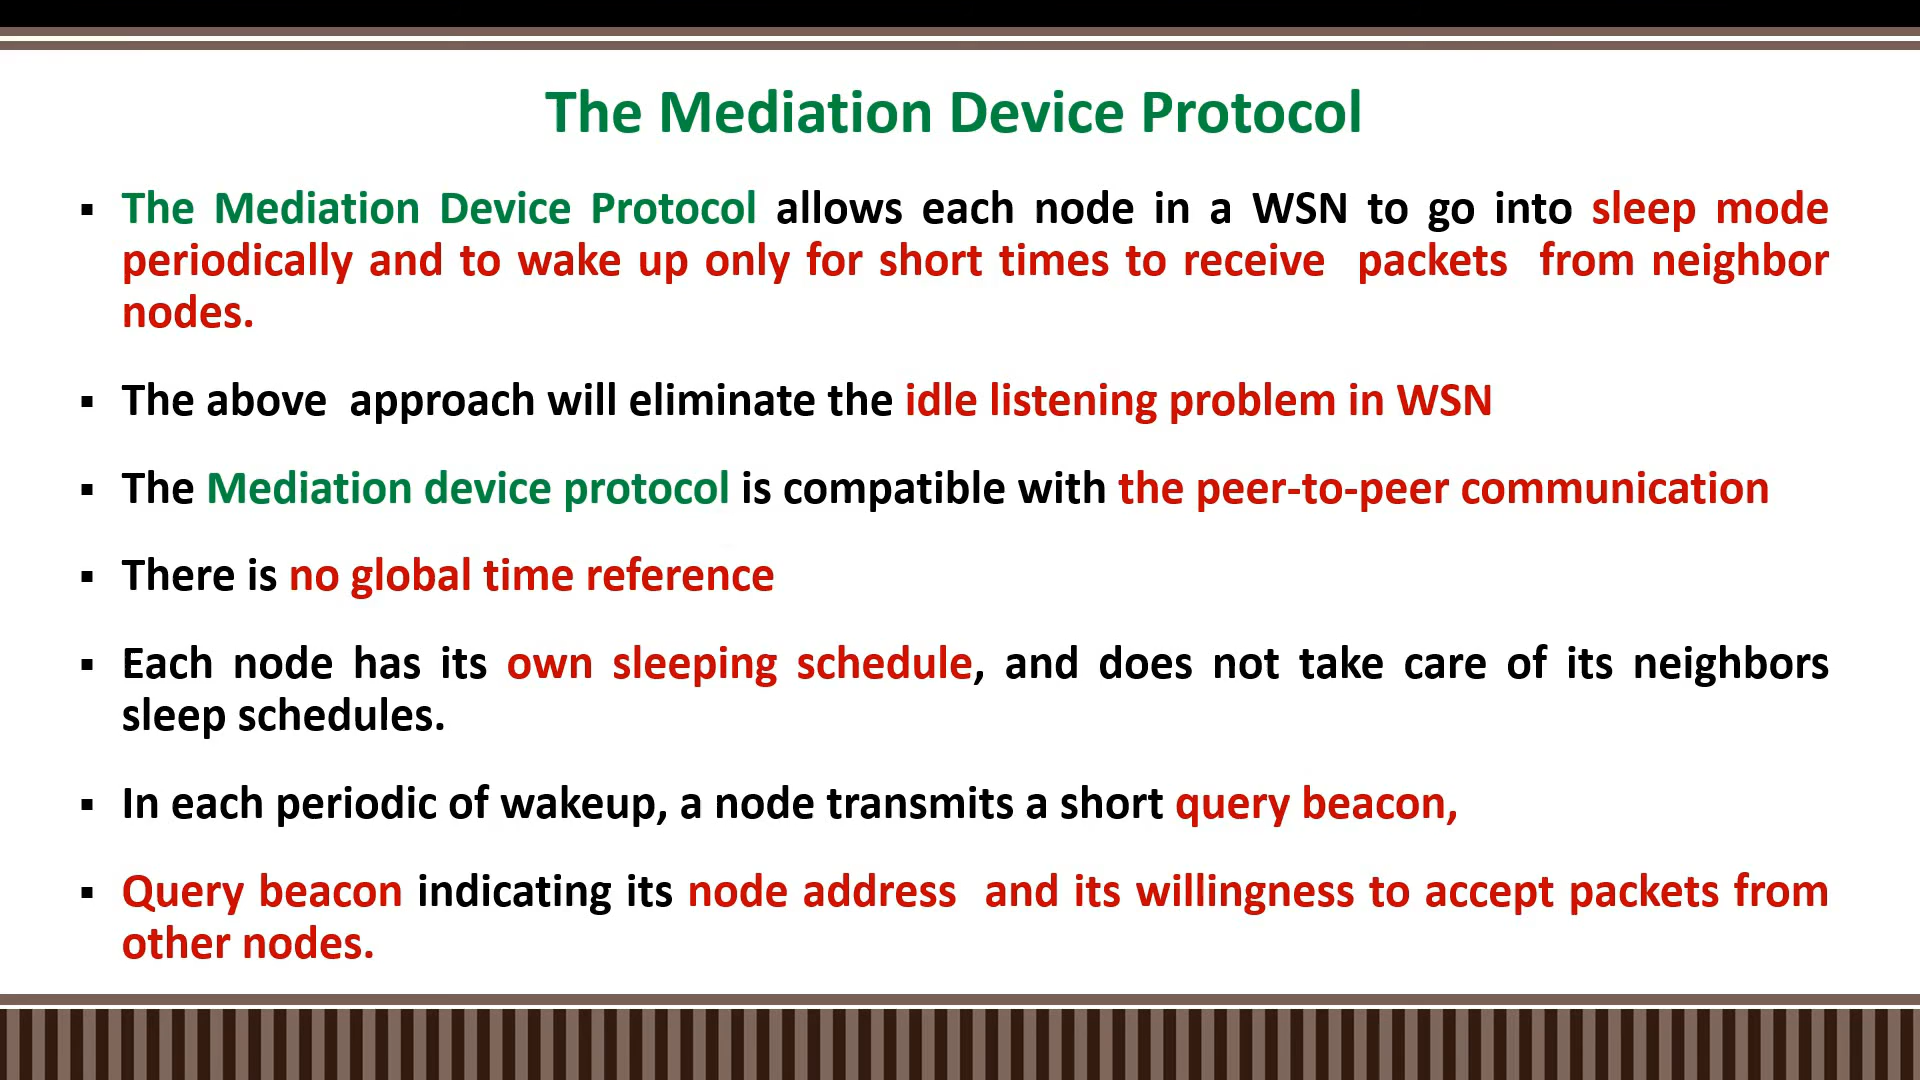 The Mediation Device Protocol
▪ The Mediation Device Protocol allows each node in a WSN to go into sleep mode
periodically and to wake up only for short times to receive packets from neighbor
nodes.
▪ The above approach will eliminate the idle listening problem in WSN
▪ The Mediation device protocol is compatible with the peer-to-peer communication
▪ There is no global time reference
▪ Each node has its own sleeping schedule, and does not take care of its neighbors
sleep schedules.
▪ In each periodic of wakeup, a node transmits a short query beacon,
▪ Query beacon indicating its node address and its willingness to accept packets from
other nodes.